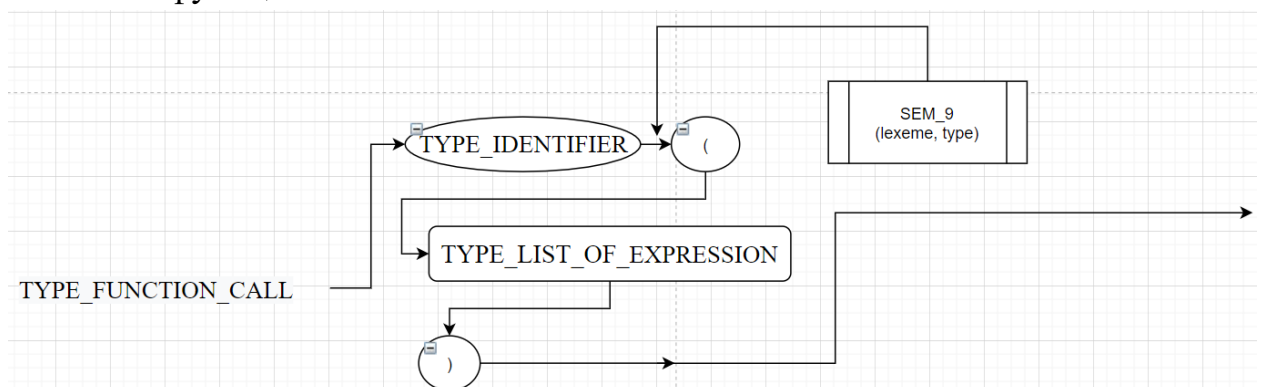 TYPE_IDENTIFIER
(
SEM_9
(lexeme, type)
TYPE_LIST_OF_EXPRESSION
TYPE_FUNCTION_CALL
)